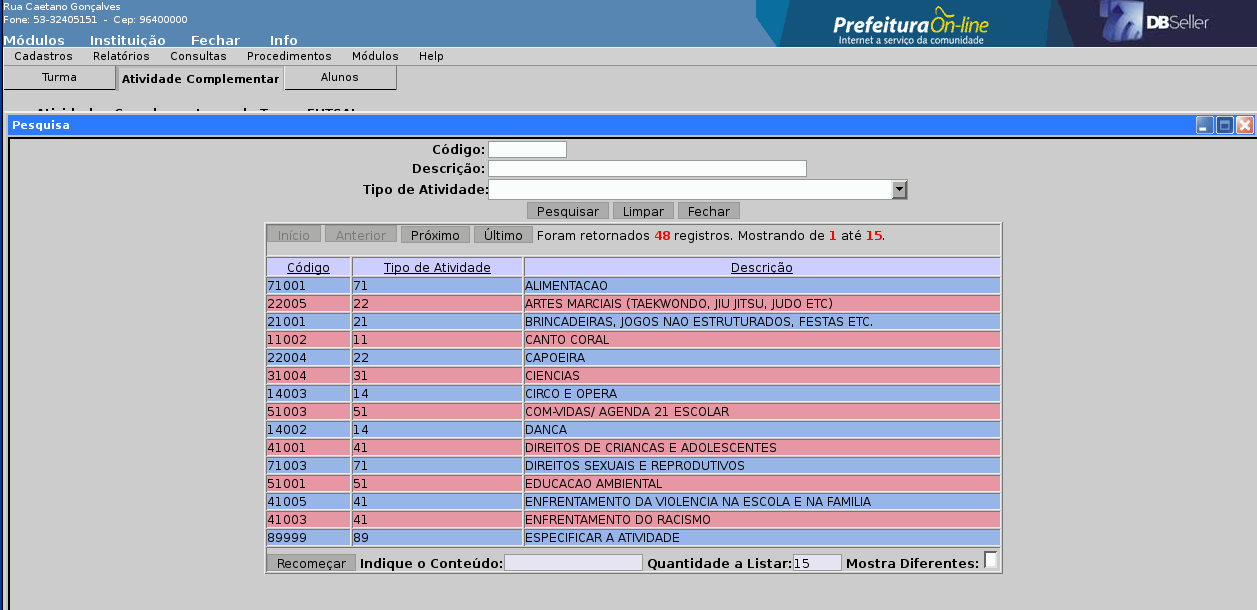 Rua Caetano Gonçalves
Fone: 53-32405151 - Cep: 96400000
PrefeituraOn-line
Internet a serviço da comunidade
DBSeller
Módulos Instituição Fechar Info
Cadastros Relatórios Consultas Procedimentos Módulos Help
Turma Atividade Complementar Alunos
Pesquisa
Código:
Descrição:
Tipo de Atividade:
Pesquisar Limpar Fechar
Início Anterior Próximo Último Foram retornados 48 registros. Mostrando de 1 até 15.
Código Tipo de Atividade Descrição
71001 71 ALIMENTACAO
22005 22 ARTES MARCIAIS (TAEKWONDO, JIU JITSU, JUDO ETC)
21001 21 BRINCADEIRAS, JOGOS NAO ESTRUTURADOS, FESTAS ETC.
11002 11 CANTO CORAL
22004 22 CAPOEIRA
31004 31 CIENCIAS
14003 14 CIRCO E OPERA
51003 51 COM-VIDAS/ AGENDA 21 ESCOLAR
14002 14 DANCA
41001 41 DIREITOS DE CRIANCAS E ADOLESCENTES
71003 71 DIREITOS SEXUAIS E REPRODUTIVOS
51001 51 EDUCACAO AMBIENTAL
41005 41 ENFRENTAMENTO DA VIOLENCIA NA ESCOLA E NA FAMILIA
41003 41 ENFRENTAMENTO DO RACISMO
89999 89 ESPECIFICAR A ATIVIDADE
Recomeçar Indique o Conteúdo: Quantidade a Listar: 15 Mostra Diferentes: